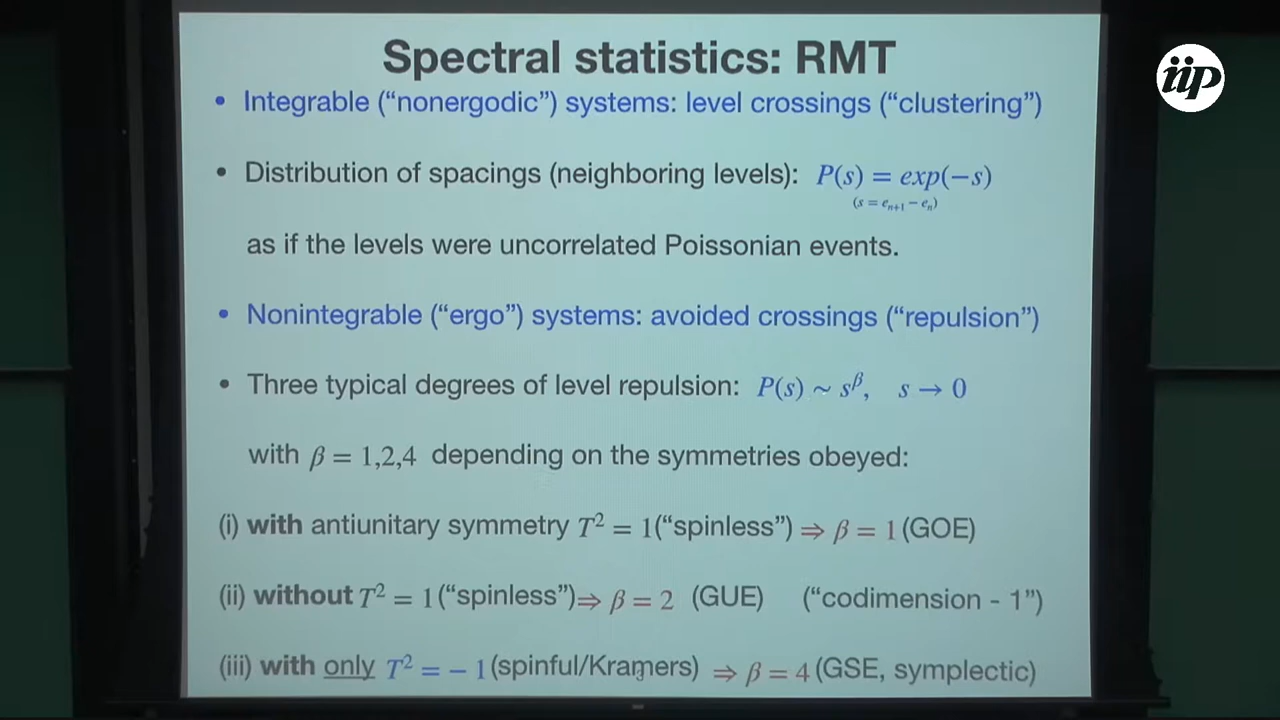 Spectral statistics: RMT
• Integrable (“nonergodic”) systems: level crossings (“clustering”)
• Distribution of spacings (neighboring levels): P(s) = exp(−s)
(s = eₙ₊₁ − eₙ)
as if the levels were uncorrelated Poissonian events.
• Nonintegrable (“ergo”) systems: avoided crossings (“repulsion”)
• Three typical degrees of level repulsion: P(s) ~ s^β, s → 0
with β = 1,2,4 depending on the symmetries obeyed:
(i) with antiunitary symmetry T² = 1(“spinless”) ⇒ β = 1 (GOE)
(ii) without T² = 1 (“spinless”)⇒ β = 2 (GUE) (“codimension - 1”)
(iii) with only T² = − 1 (spinful/Kramers) ⇒ β = 4 (GSE, symplectic)
iip